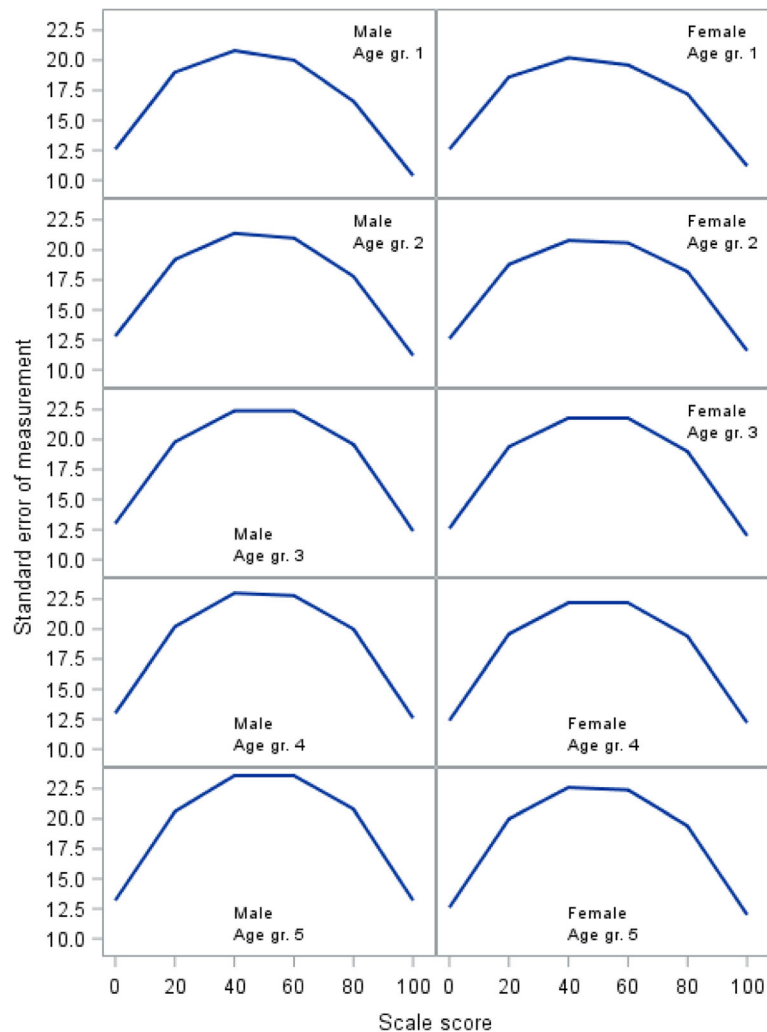 Standard error of measurement
22.5
20.0
17.5
15.0
12.5
10.0
Male
Age gr. 1
Female
Age gr. 1
22.5
20.0
17.5
15.0
12.5
10.0
Male
Age gr. 2
Female
Age gr. 2
22.5
20.0
17.5
15.0
12.5
10.0
Male
Age gr. 3
Female
Age gr. 3
22.5
20.0
17.5
15.0
12.5
10.0
Male
Age gr. 4
Female
Age gr. 4
22.5
20.0
17.5
15.0
12.5
10.0
Male
Age gr. 5
Female
Age gr. 5
0 20 40 60 80 100 0 20 40 60 80 100
Scale score